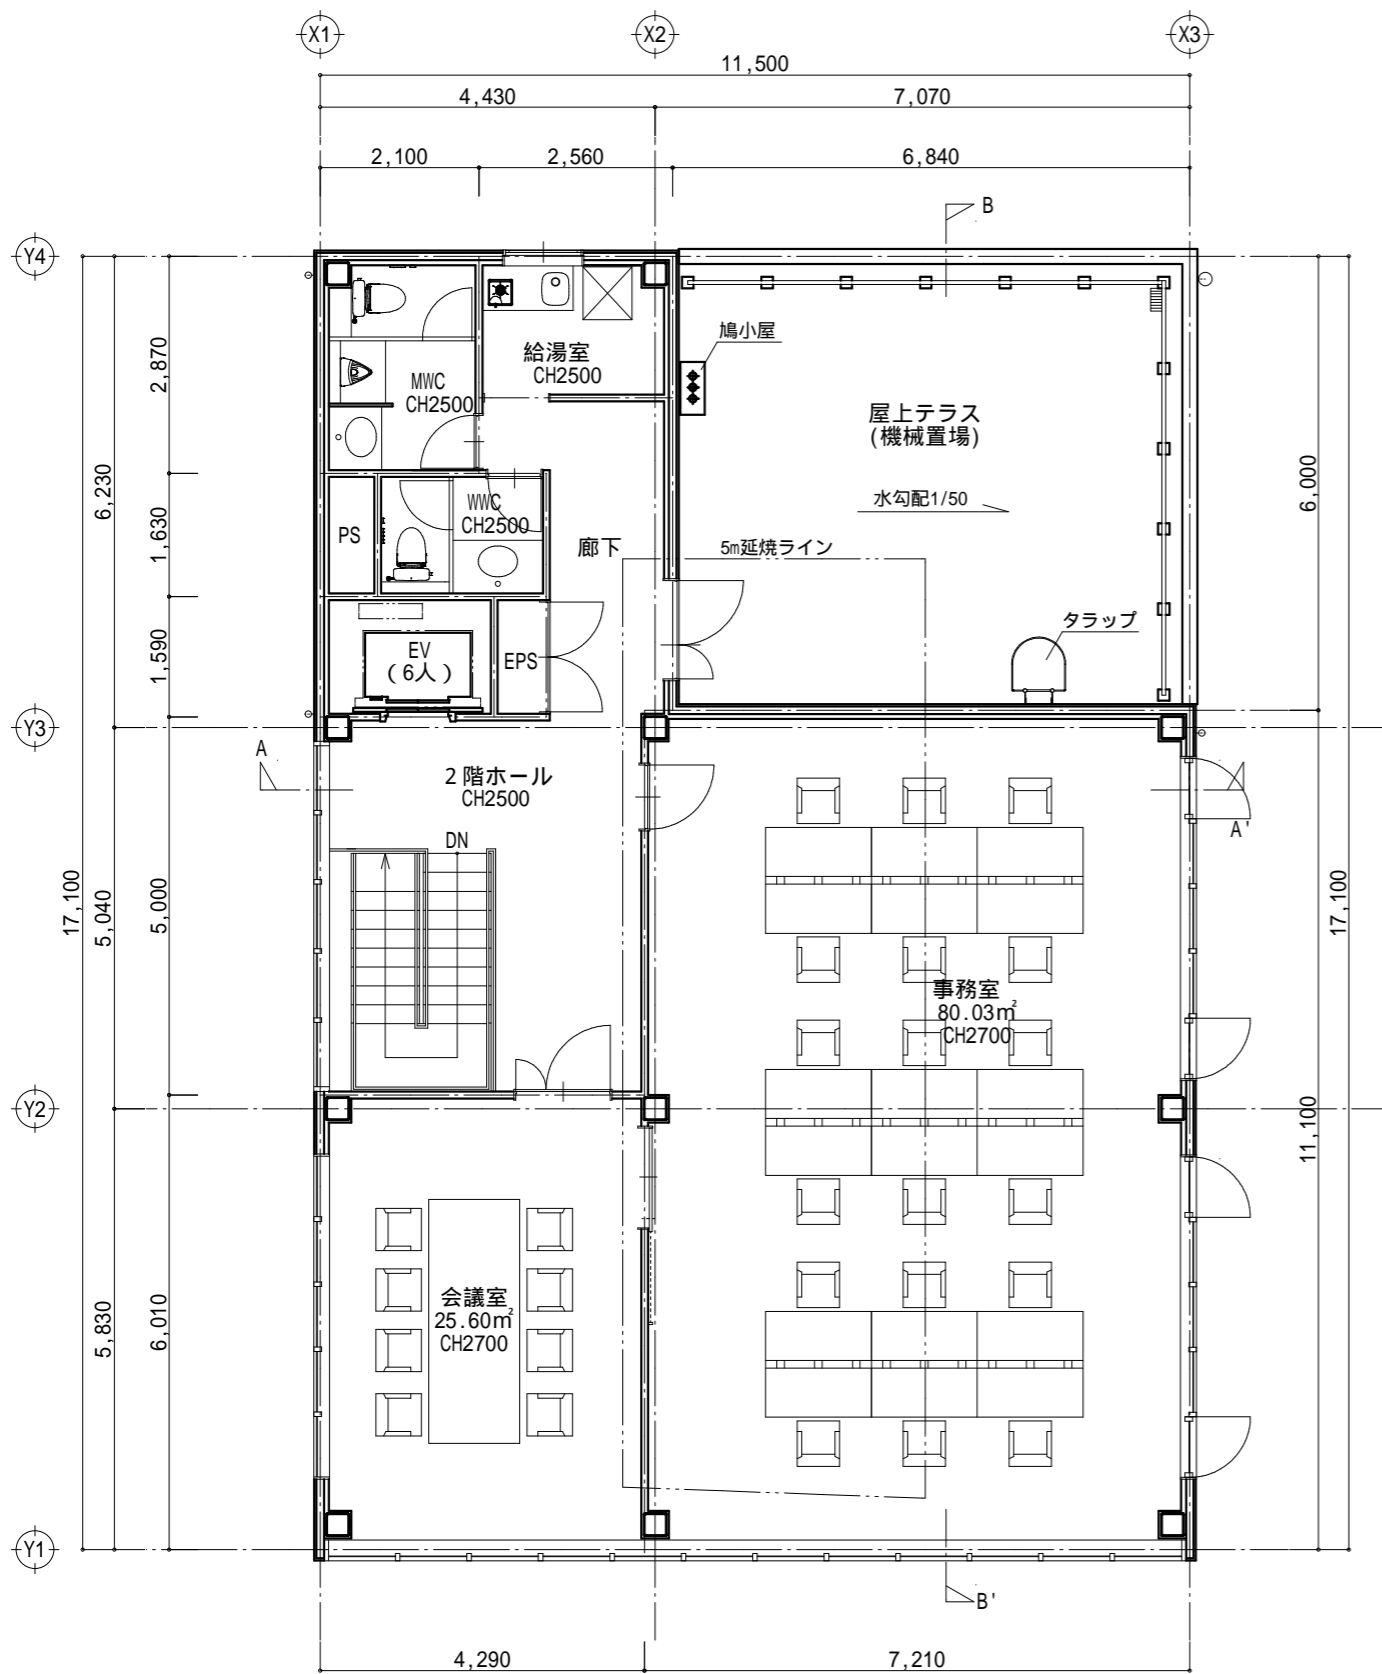 X1
X2
X3
11,500
4,430
7,070
2,100
2,560
6,840
B
Y4
鳩小屋
給湯室
CH2500
2,870
MWC
CH2500
屋上テラス
(機械置場)
6,230
6,000
水勾配1/50
WWC
CH2500
1,630
PS
廊下
5m延焼ライン
タラップ
1,590
EV
(6人)
EPS
Y3
A
2階ホール
CH2500
A'
DN
17,100
5,040
5,000
17,100
事務室
80.03㎡
CH2700
Y2
11,100
会議室
25.60㎡
CH2700
5,830
6,010
Y1
B'
4,290
7,210